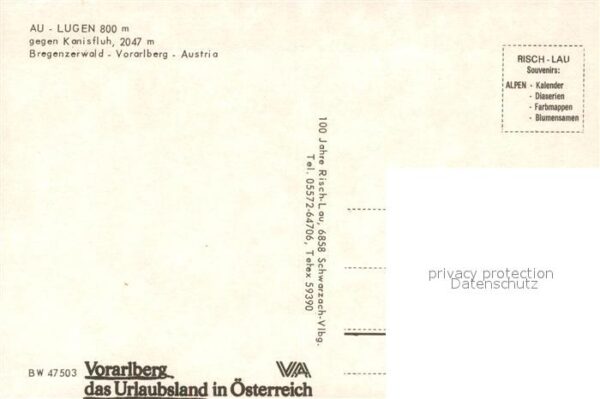 AU - LUGEN 800 m
gegen Kanisfluh, 2047 m
Bregenzerwald - Vorarlberg - Austria
RISCH-LAU
Souvenirs:
ALPEN - Kalender
- Diaserien
- Farbmappen
- Blumensamen
100 Jahre Risch-Lau, 6858 Schwarzach-Vlbg.
Tel. 05572-64706, Telex 59390
privacy protection
Datenschutz
BW 47503
Vorarlberg
das Urlaubsland in Österreich
VA